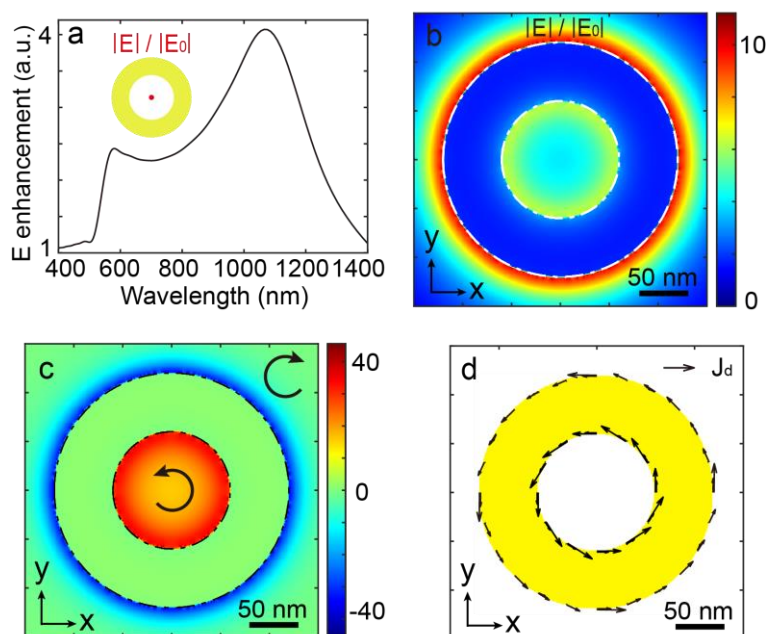 a
|E| / |E₀|
E enhancement (a.u.)
4
1
400 600 800 1000 1200 1400
Wavelength (nm)
b
|E| / |E₀|
10
0
y
x
50 nm
c
40
0
-40
y
x
50 nm
d
J_d
y
x
50 nm